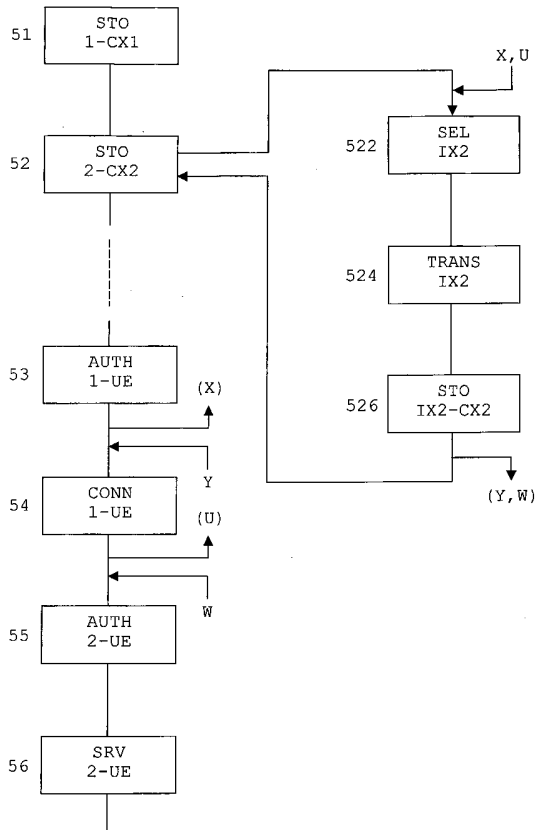 51
STO
1-CX1
X,U
52
STO
2-CX2
522
SEL
IX2
524
TRANS
IX2
53
AUTH
1-UE
(X)
526
STO
IX2-CX2
Y
(Y,W)
54
CONN
1-UE
(U)
W
55
AUTH
2-UE
56
SRV
2-UE